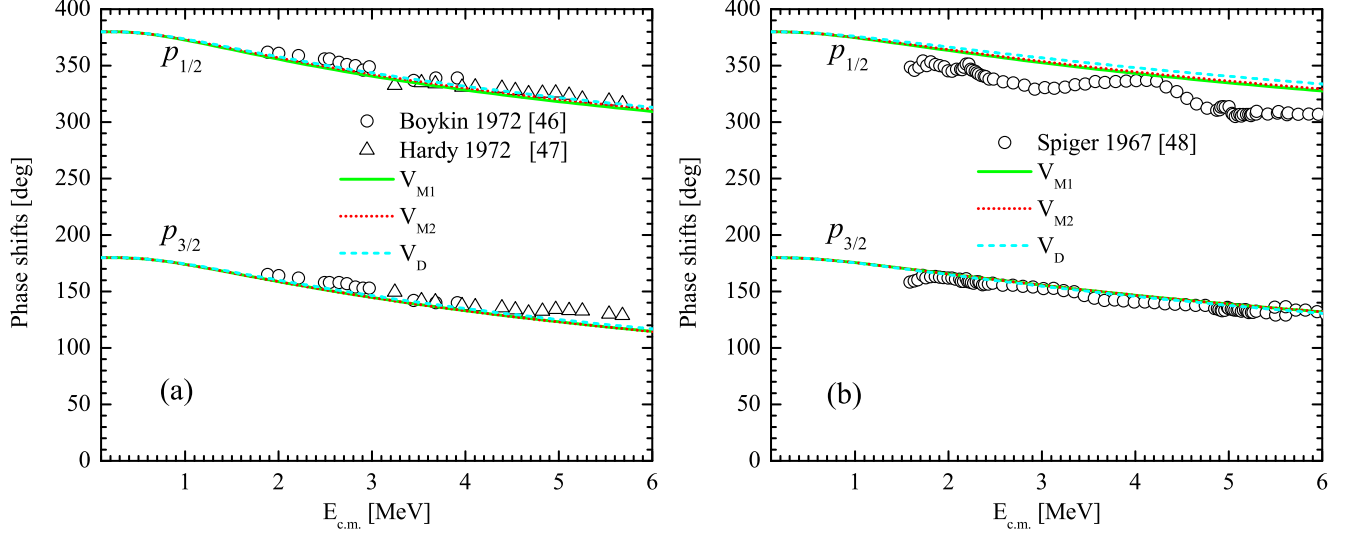 400
350
300
250
200
150
100
50
0
Phase shifts [deg]
p1/2
Boykin 1972 [46]
Hardy 1972 [47]
VM1
VM2
VD
p3/2
(a)
1 2 3 4 5 6
Ec.m. [MeV]
400
350
300
250
200
150
100
50
0
Phase shifts [deg]
p1/2
Spiger 1967 [48]
VM1
VM2
VD
p3/2
(b)
1 2 3 4 5 6
Ec.m. [MeV]